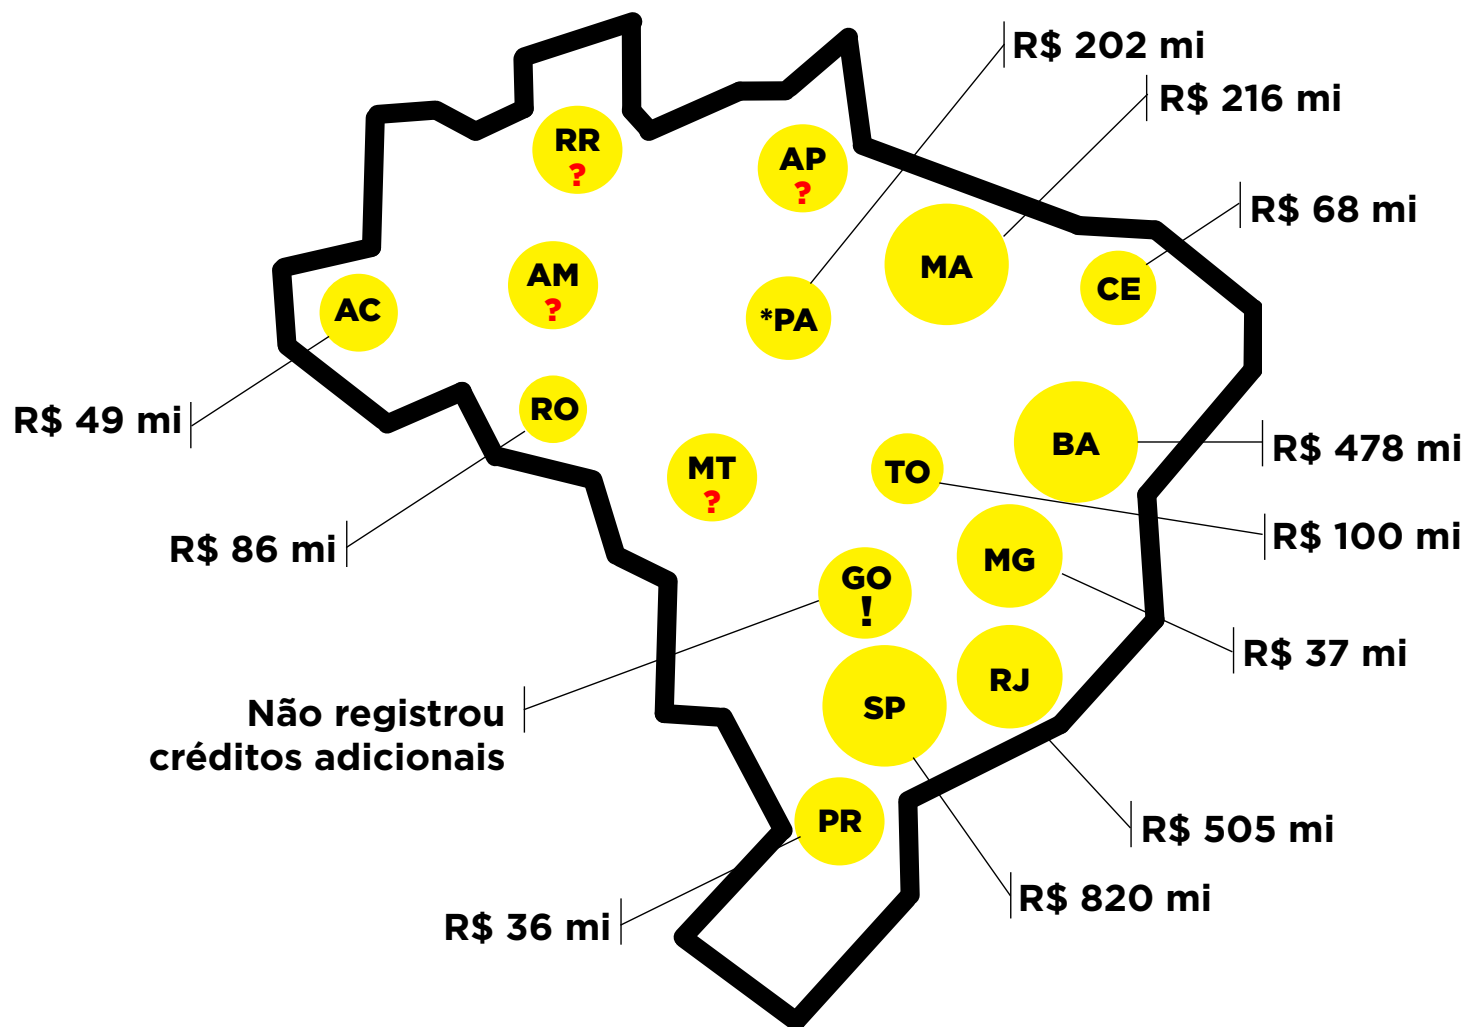 R$ 202 mi
R$ 216 mi
RR
?
AP
?
R$ 68 mi
MA
AM
?
CE
AC
*PA
R$ 49 mi
RO
BA
R$ 478 mi
MT
?
TO
R$ 100 mi
R$ 86 mi
MG
GO
!
R$ 37 mi
RJ
SP
Não registrou
créditos adicionais
PR
R$ 505 mi
R$ 820 mi
R$ 36 mi